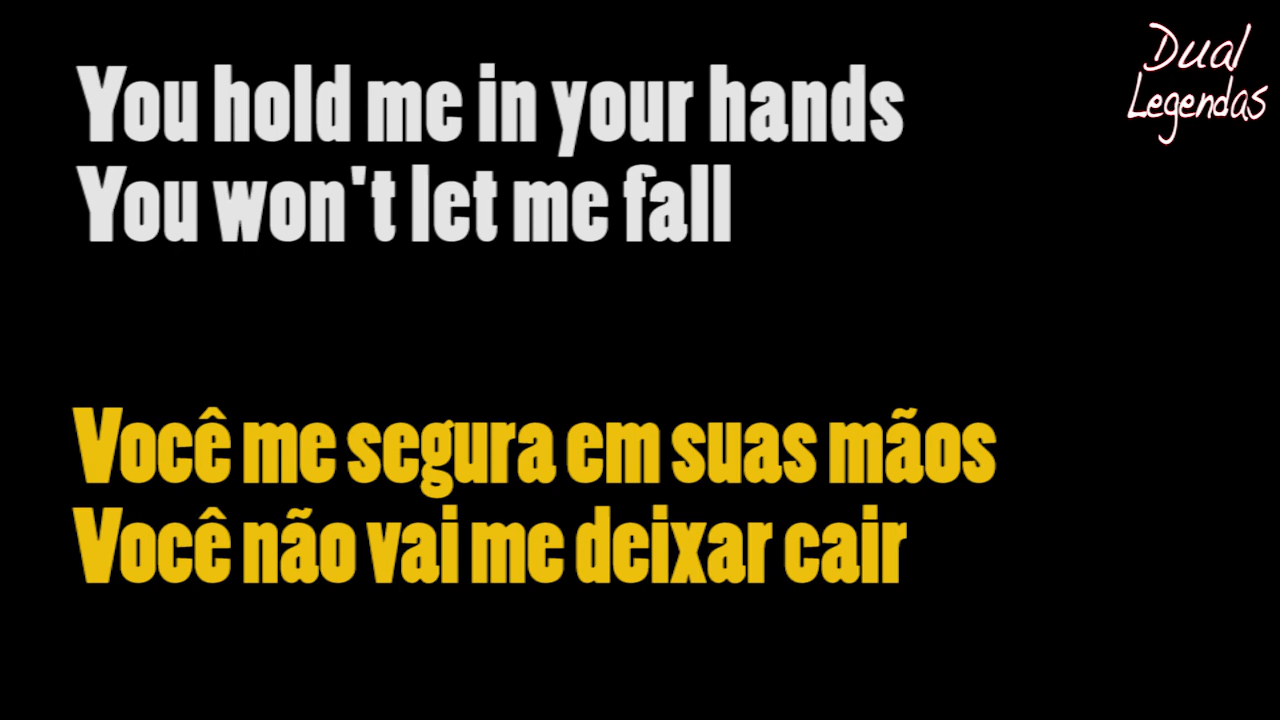 Dual
Legendas
You hold me in your hands
You won't let me fall
Você me segura em suas mãos
Você não vai me deixar cair